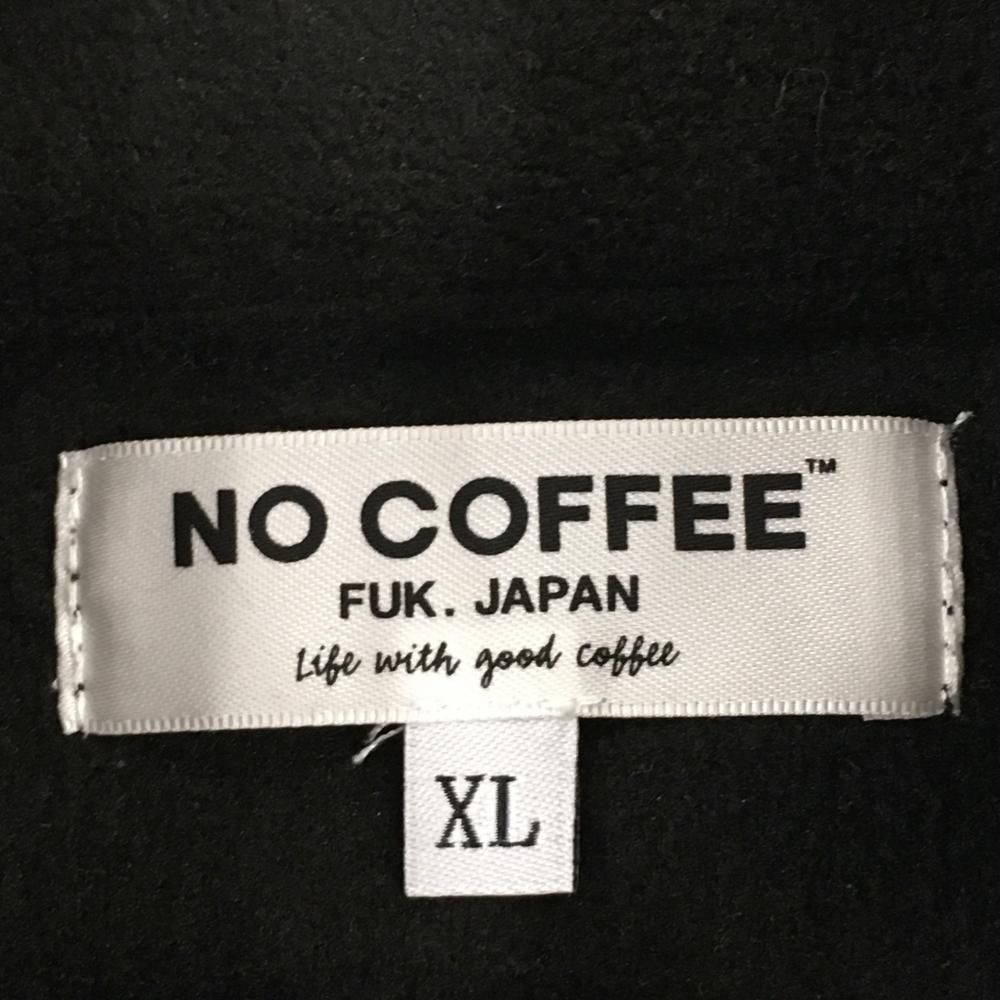 NO COFFEE™
FUK. JAPAN
Life with good coffee
XL